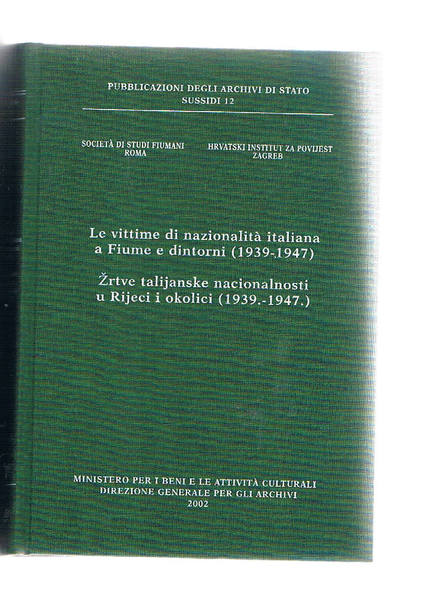 PUBBLICAZIONI DEGLI ARCHIVI DI STATO
SUSSIDI 12
SOCIETÀ DI STUDI FIUMANI
ROMA
HRVATSKI INSTITUT ZA POVIJEST
ZAGREB
Le vittime di nazionalità italiana
a Fiume e dintorni (1939-1947)
Žrtve talijanske nacionalnosti
u Rijeci i okolici (1939.-1947.)
MINISTERO PER I BENI E LE ATTIVITÀ CULTURALI
DIREZIONE GENERALE PER GLI ARCHIVI
2002